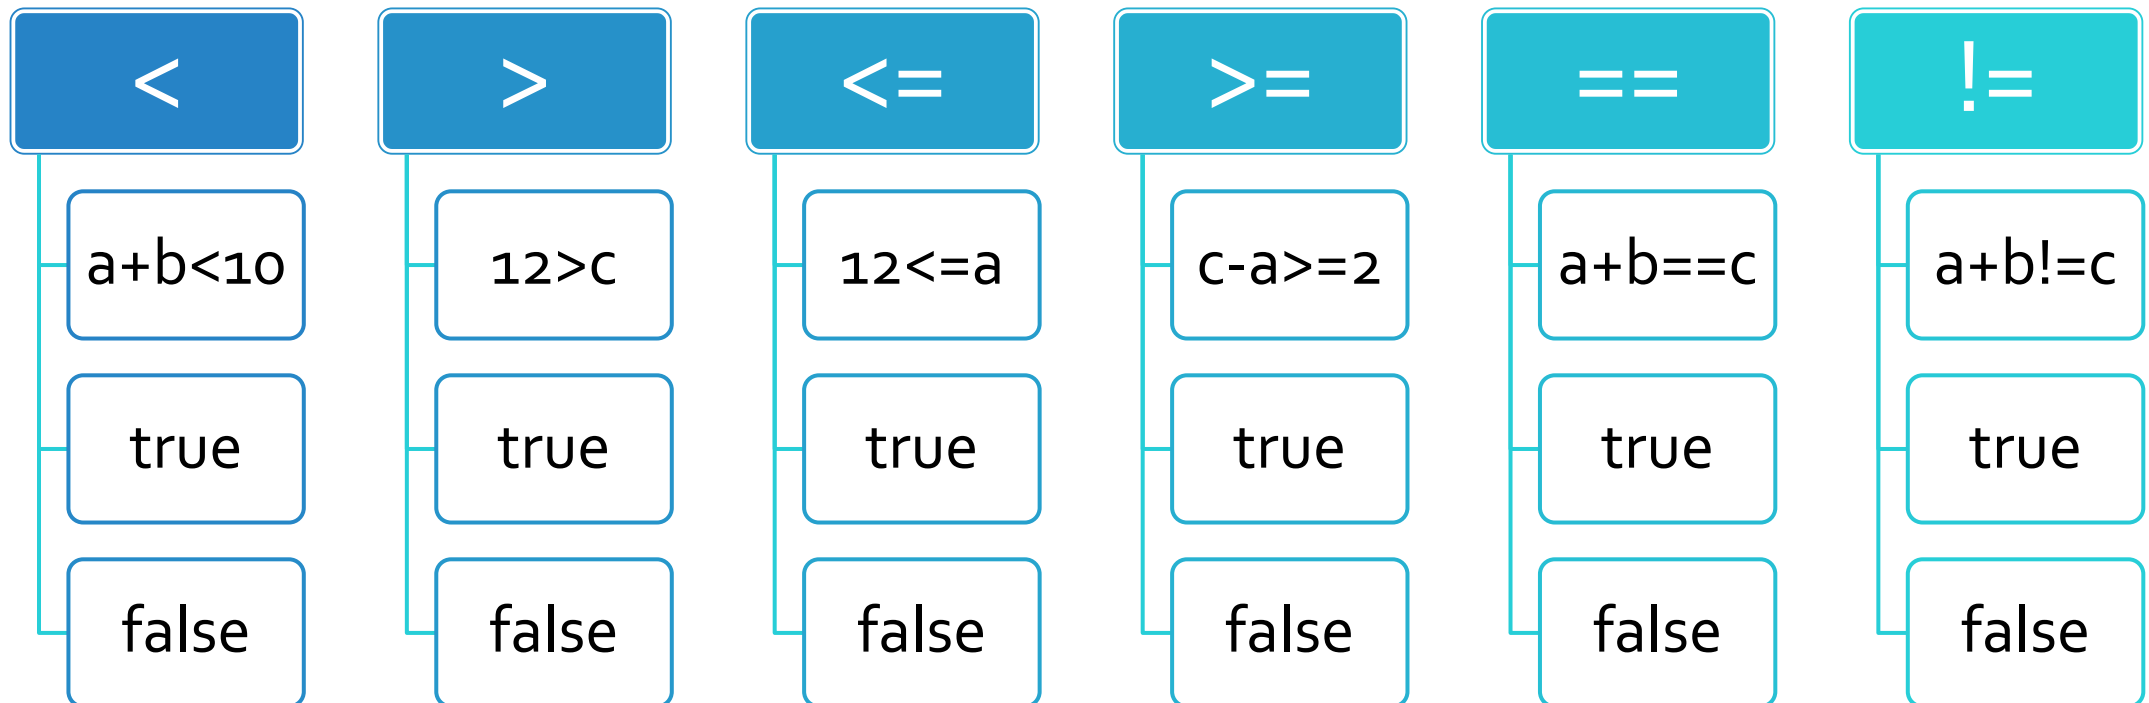 <
a+b<10
true
false
>
12>c
true
false
<=
12<=a
true
false
>=
c-a>=2
true
false
==
a+b==c
true
false
!=
a+b!=c
true
false